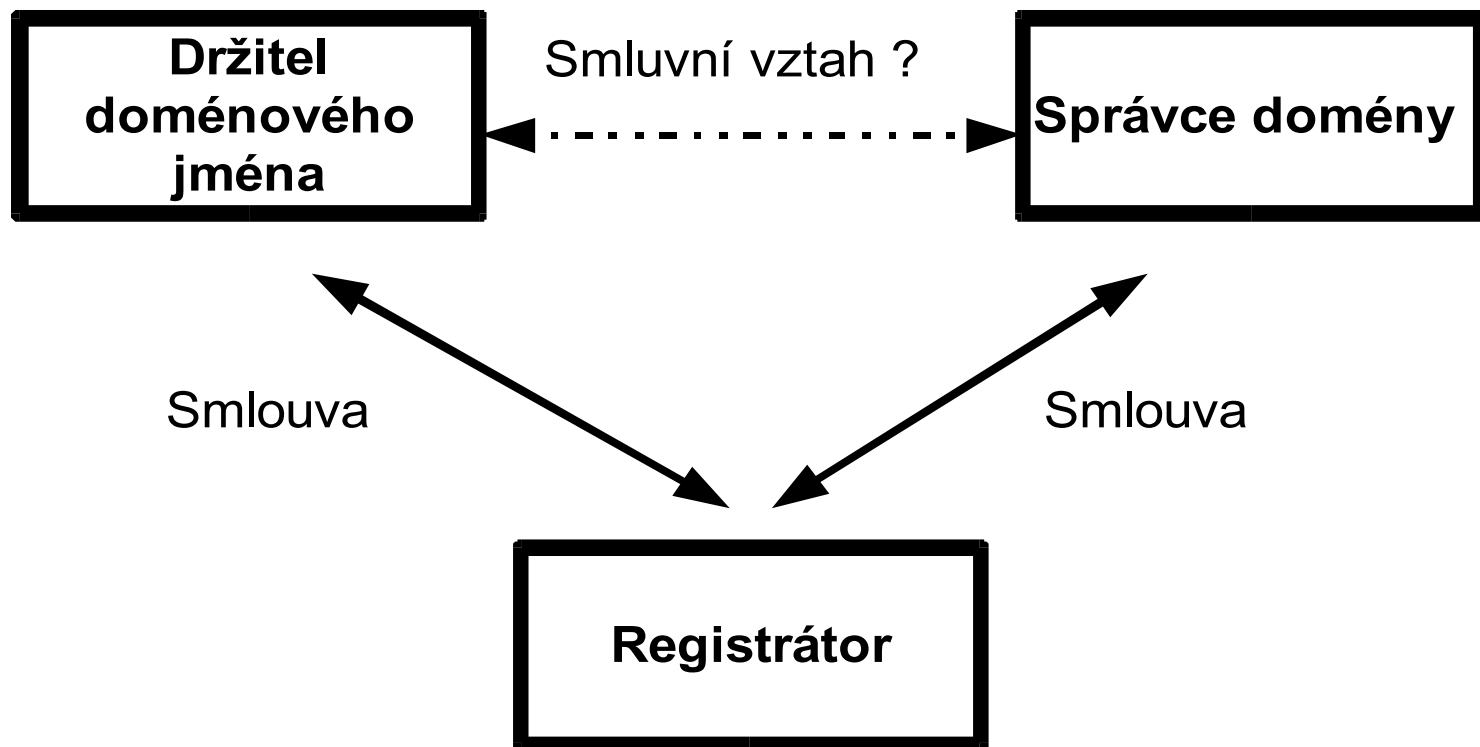 Držitel
doménového
jména
Smluvní vztah ?
Správce domény
Smlouva
Smlouva
Registrátor